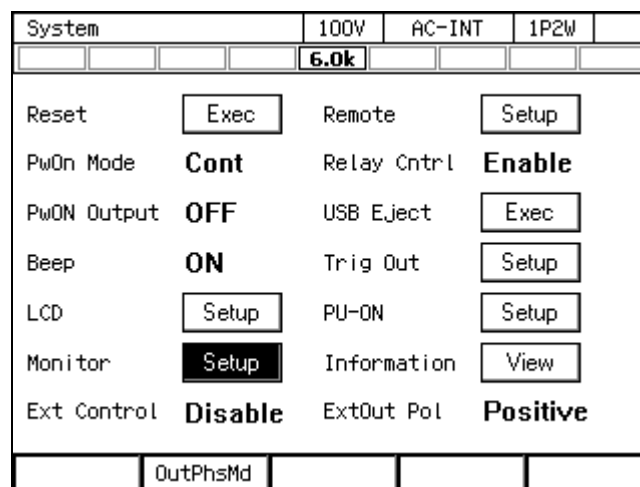 System 100V AC-INT 1P2W
6.0k
Reset Exec Remote Setup
PwOn Mode Cont Relay Cntrl Enable
PwON Output OFF USB Eject Exec
Beep ON Trig Out Setup
LCD Setup PU-ON Setup
Monitor Setup Information View
Ext Control Disable ExtOut Pol Positive
OutPhsMd